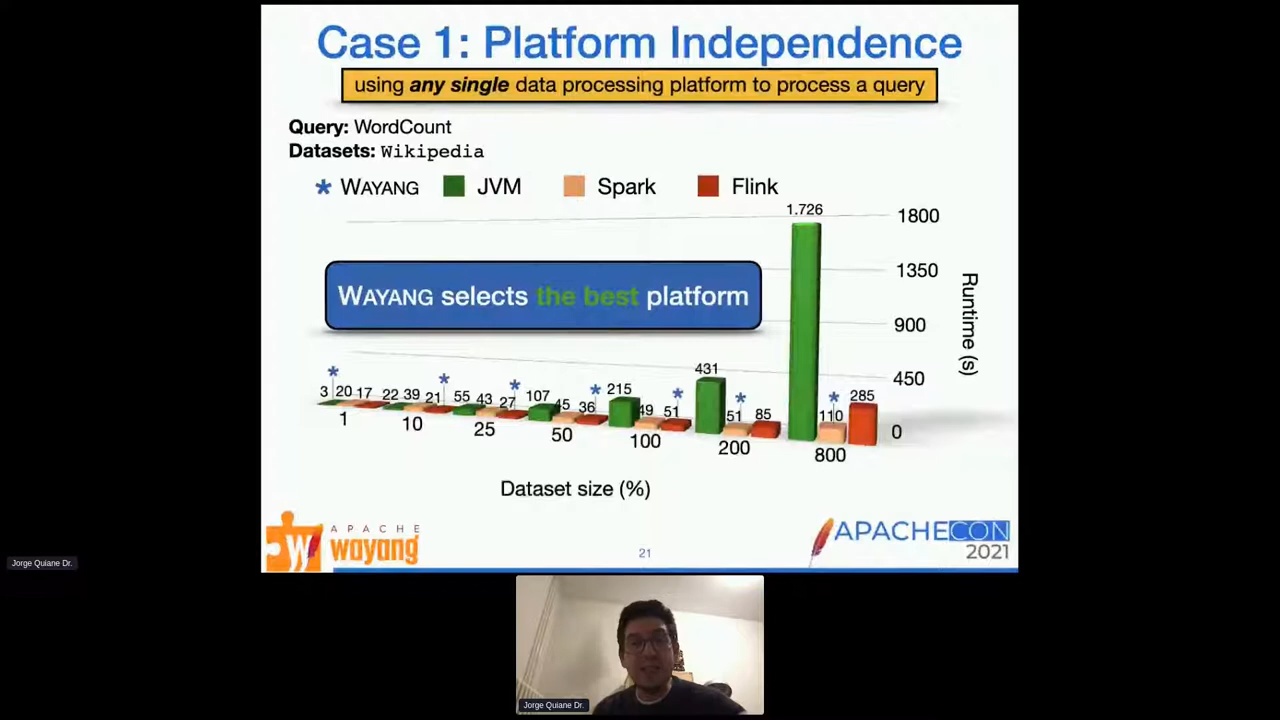 Case 1: Platform Independence
using any single data processing platform to process a query
Query: WordCount
Datasets: Wikipedia
* WAYANG JVM Spark Flink
WAYANG selects the best platform
3 20 17 22 39 21 55 43 27 107 45 36 215 49 51 431 51 85 1.726 110 285
1 10 25 50 100 200 800
Dataset size (%)
1800
1350
900
450
0
Runtime (s)
APACHE
wayang
21
APACHECON
2021
Jorge Quiane Dr.
Jorge Quiane Dr.